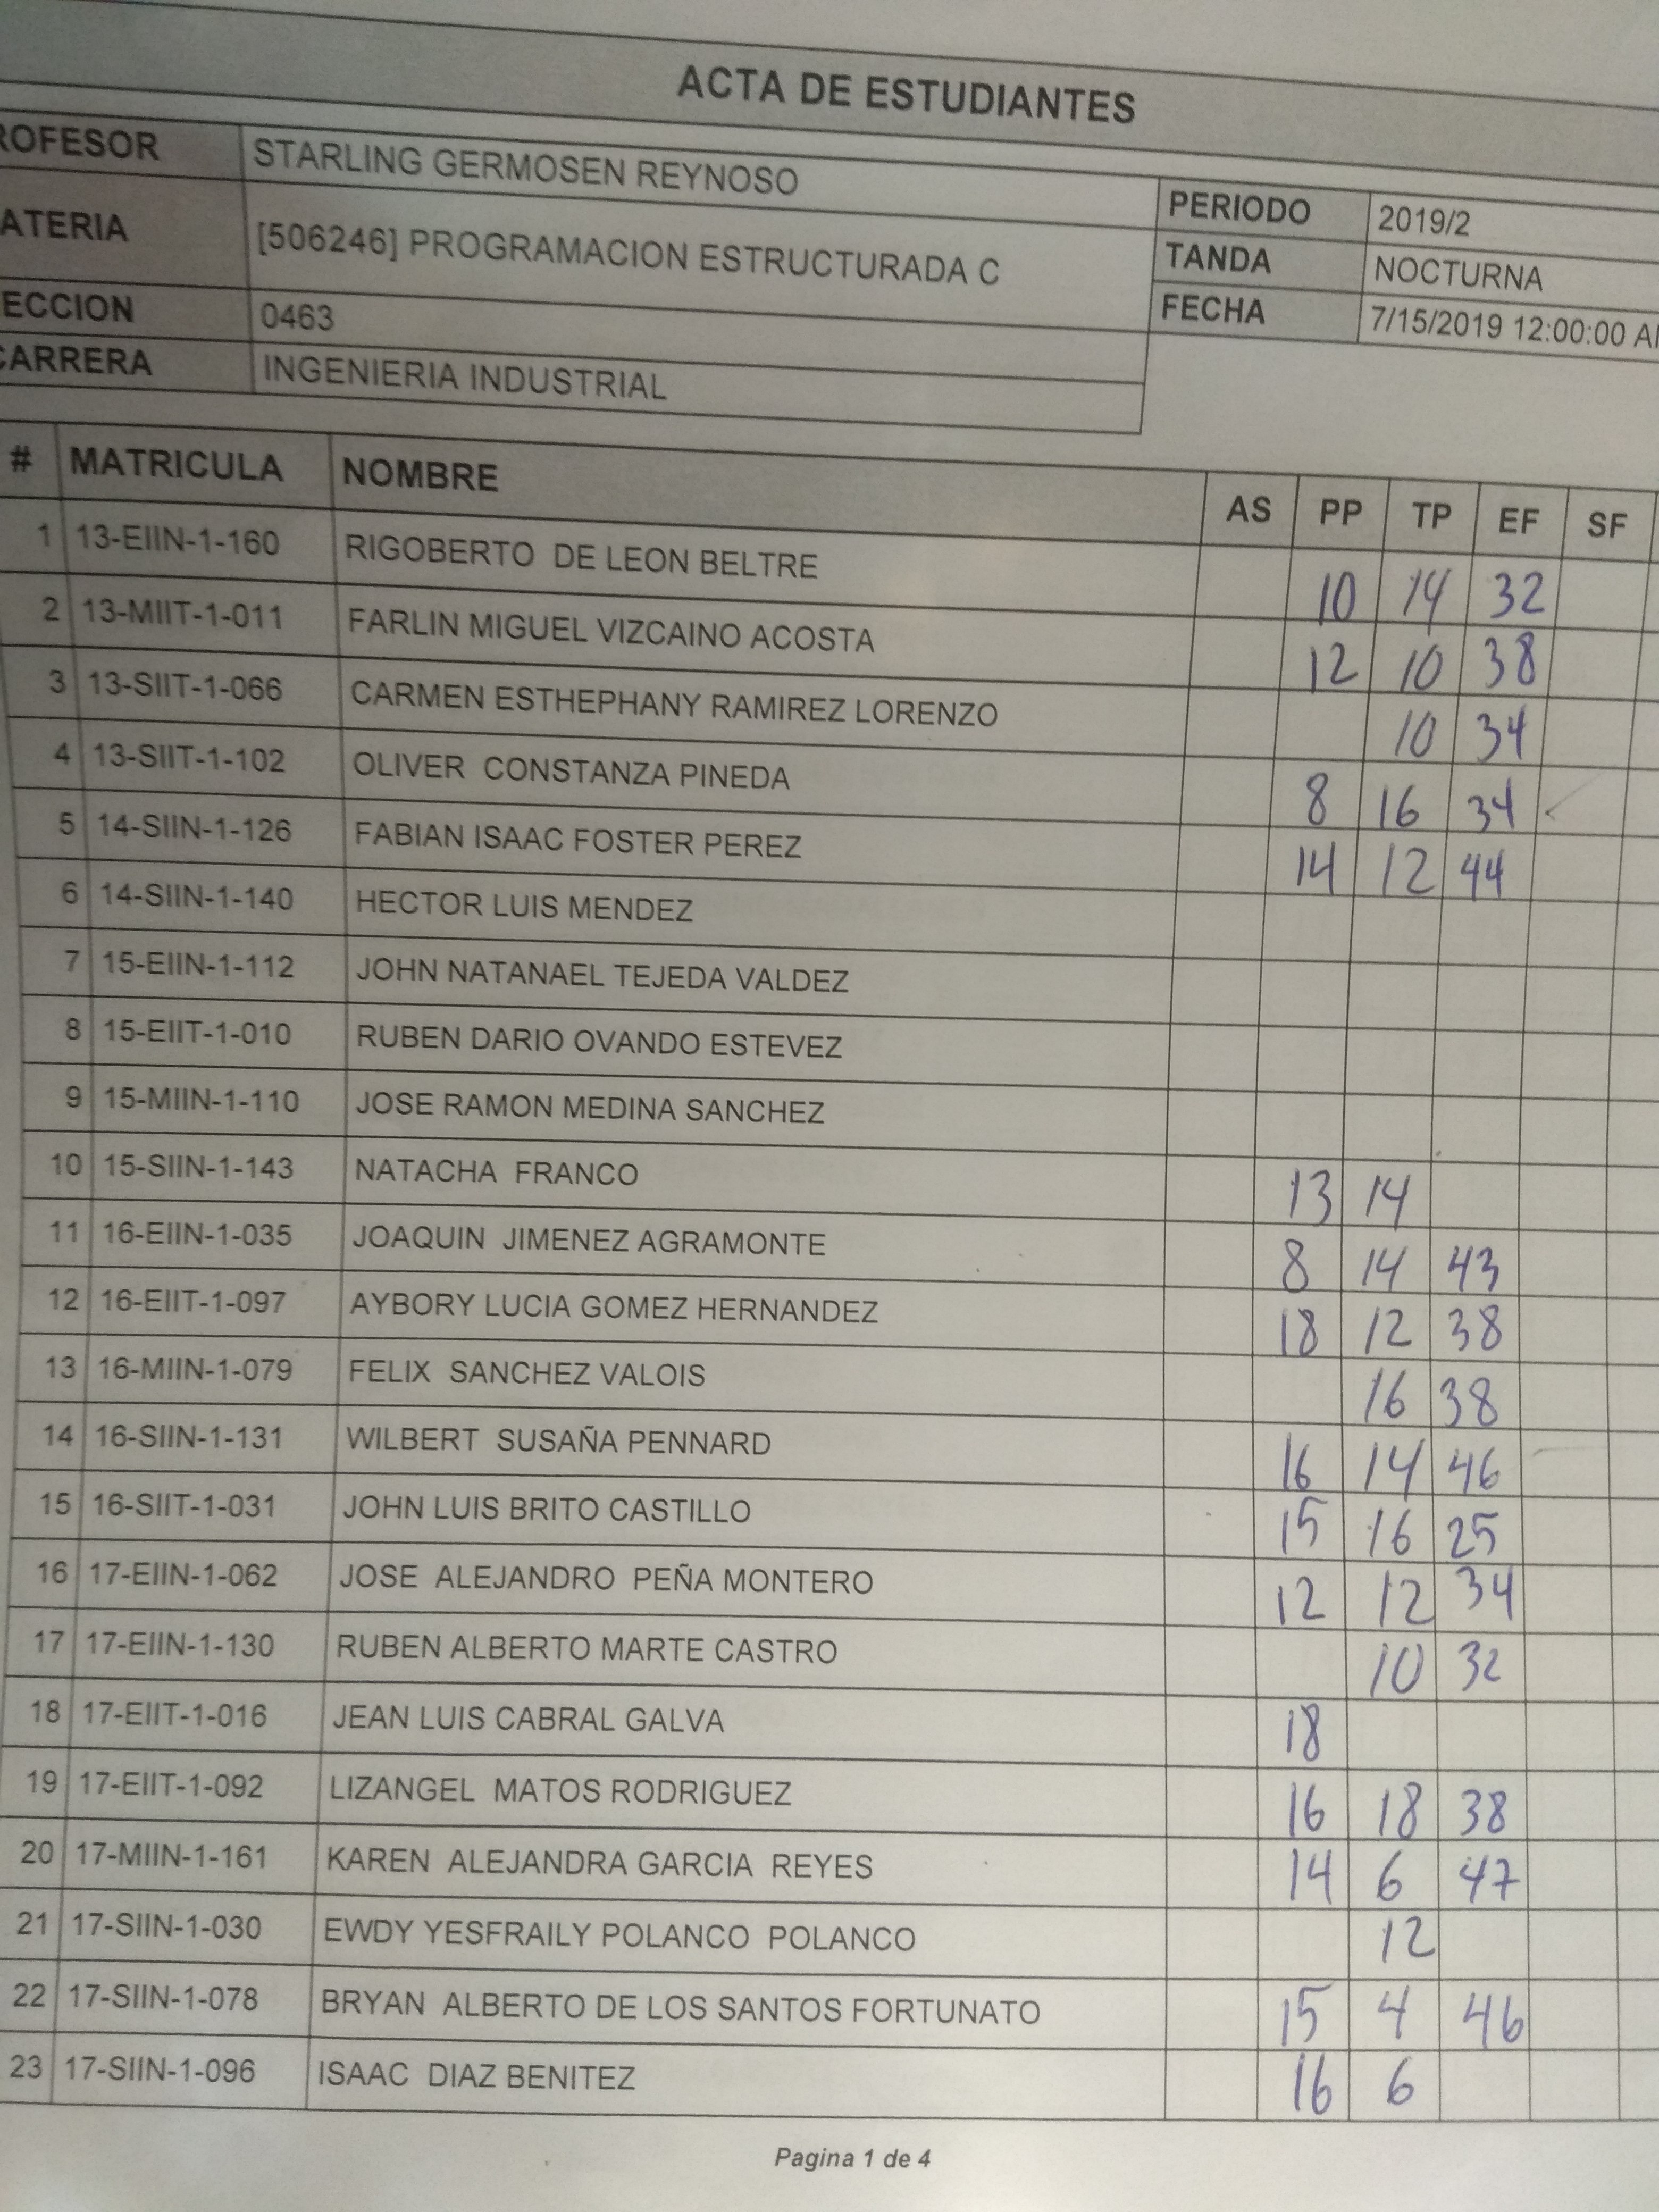 ACTA DE ESTUDIANTES
ROFESOR STARLING GERMOSEN REYNOSO
PERIODO 2019/2
ATERIA [506246] PROGRAMACION ESTRUCTURADA C
TANDA NOCTURNA
ECCION 0463
FECHA 7/15/2019 12:00:00 A
CARRERA INGENIERIA INDUSTRIAL
# MATRICULA NOMBRE AS PP TP EF SF
1 13-EIIN-1-160 RIGOBERTO DE LEON BELTRE 10 14 32
2 13-MIIT-1-011 FARLIN MIGUEL VIZCAINO ACOSTA 12 10 38
3 13-SIIT-1-066 CARMEN ESTHEPHANY RAMIREZ LORENZO 10 34
4 13-SIIT-1-102 OLIVER CONSTANZA PINEDA 8 16 34
5 14-SIIN-1-126 FABIAN ISAAC FOSTER PEREZ 14 12 44
6 14-SIIN-1-140 HECTOR LUIS MENDEZ
7 15-EIIN-1-112 JOHN NATANAEL TEJEDA VALDEZ
8 15-EIIT-1-010 RUBEN DARIO OVANDO ESTEVEZ
9 15-MIIN-1-110 JOSE RAMON MEDINA SANCHEZ
10 15-SIIN-1-143 NATACHA FRANCO 13 14
11 16-EIIN-1-035 JOAQUIN JIMENEZ AGRAMONTE 8 14 43
12 16-EIIT-1-097 AYBORY LUCIA GOMEZ HERNANDEZ 18 12 38
13 16-MIIN-1-079 FELIX SANCHEZ VALOIS 16 38
14 16-SIIN-1-131 WILBERT SUSAÑA PENNARD 16 14 46
15 16-SIIT-1-031 JOHN LUIS BRITO CASTILLO 15 16 25
16 17-EIIN-1-062 JOSE ALEJANDRO PEÑA MONTERO 12 12 34
17 17-EIIN-1-130 RUBEN ALBERTO MARTE CASTRO 10 32
18 17-EIIT-1-016 JEAN LUIS CABRAL GALVA 18
19 17-EIIT-1-092 LIZANGEL MATOS RODRIGUEZ 16 18 38
20 17-MIIN-1-161 KAREN ALEJANDRA GARCIA REYES 14 6 47
21 17-SIIN-1-030 EWDY YESFRAILY POLANCO POLANCO 12
22 17-SIIN-1-078 BRYAN ALBERTO DE LOS SANTOS FORTUNATO 15 4 46
23 17-SIIN-1-096 ISAAC DIAZ BENITEZ 16 6
Pagina 1 de 4